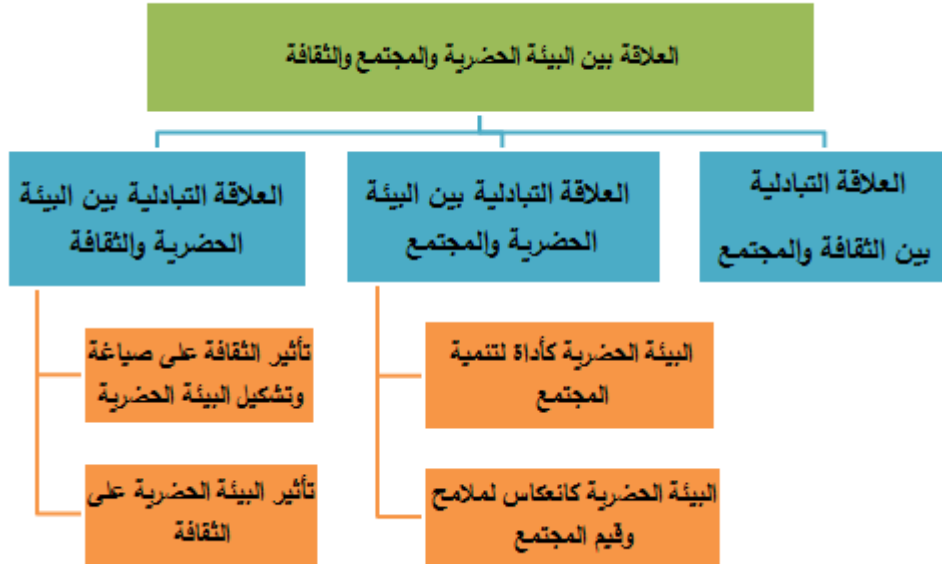 العلاقة بين البيئة الحضرية والمجتمع والثقافة
العلاقة التبادلية
بين الثقافة والمجتمع
العلاقة التبادلية بين البيئة
الحضرية والمجتمع
البيئة الحضرية كأداة لتنمية
المجتمع
البيئة الحضرية كانعكاس لملامح
وقيم المجتمع
العلاقة التبادلية بين البيئة
الحضرية والثقافة
تأثير الثقافة على صياغة
وتشكيل البيئة الحضرية
تأثير البيئة الحضرية على
الثقافة